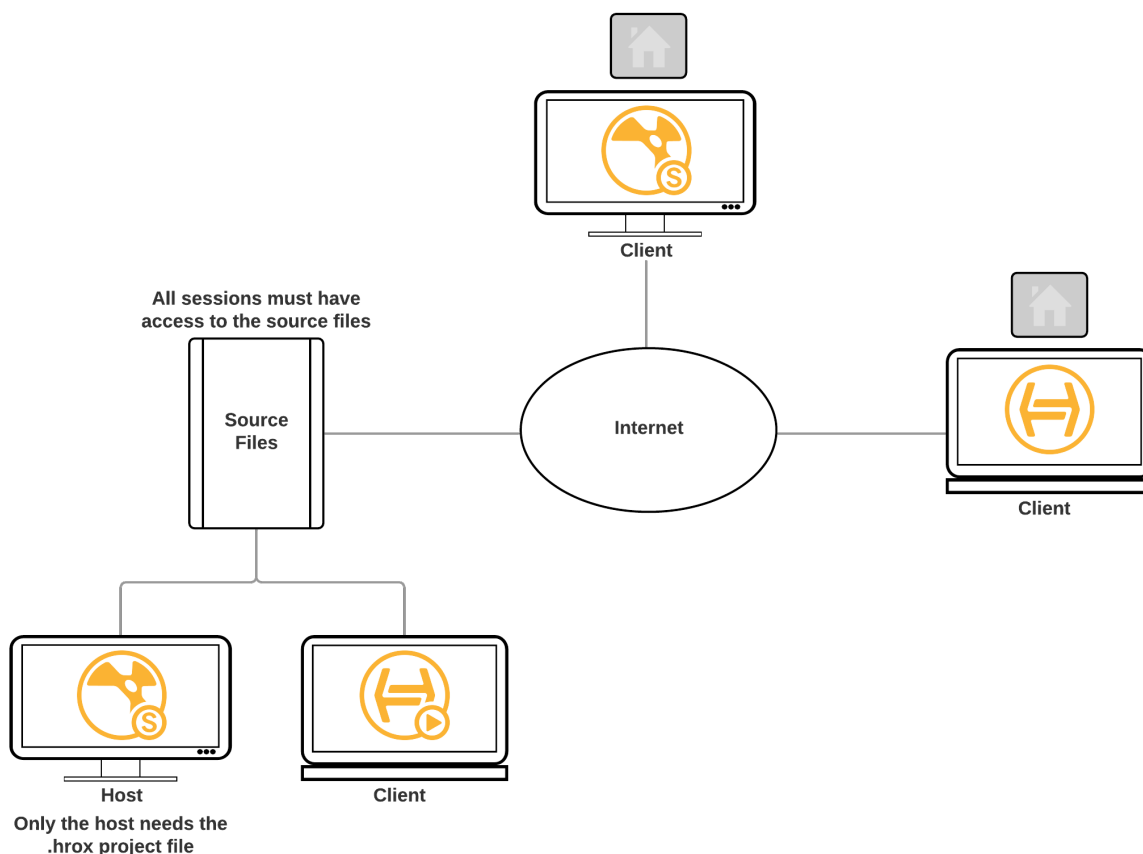 S
Client
All sessions must have
access to the source files
Source
Files
Internet
Client
S
Host
Client
Only the host needs the
.hrox project file